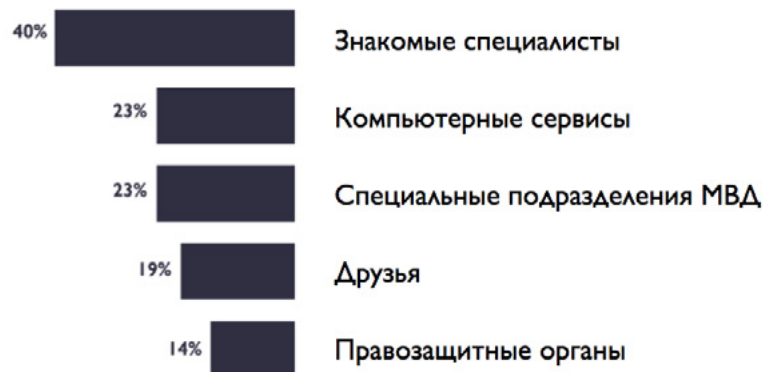 40% Знакомые специалисты
23% Компьютерные сервисы
23% Специальные подразделения МВД
19% Друзья
14% Правозащитные органы